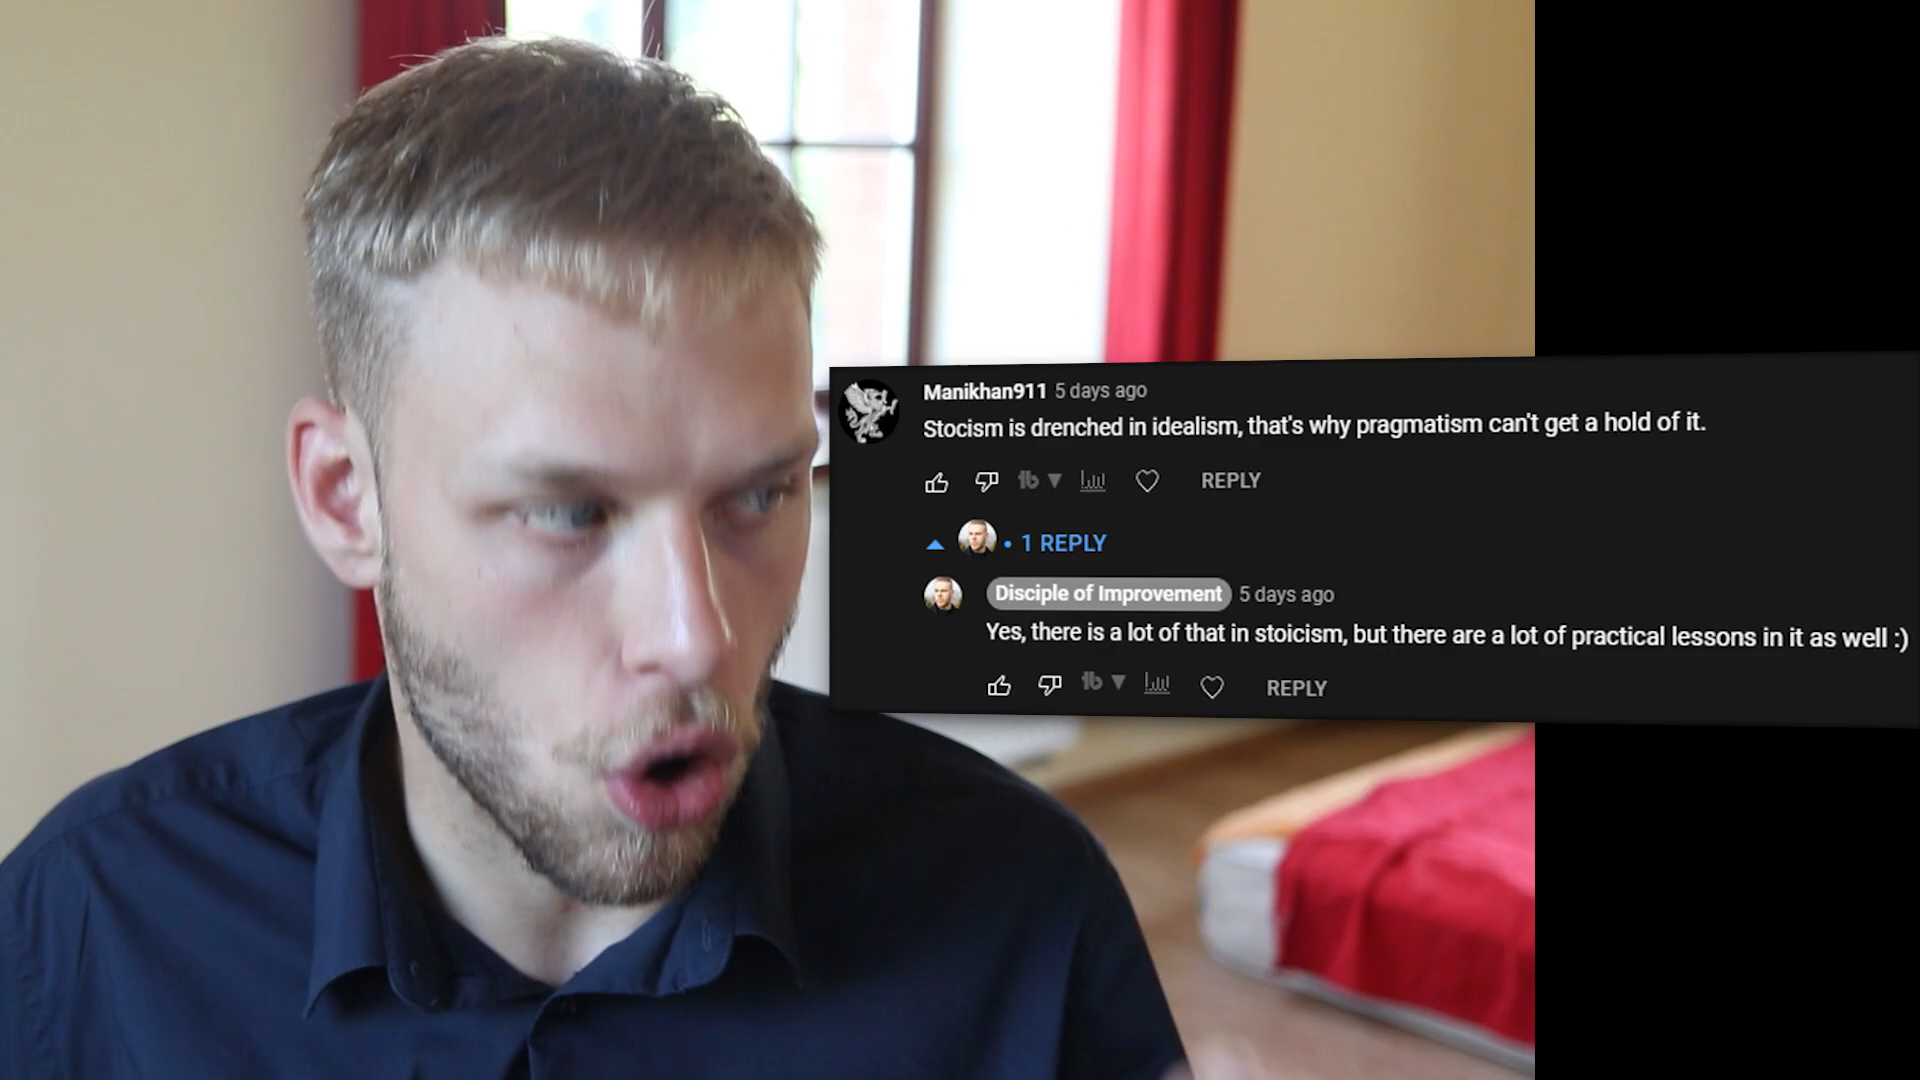 Manikhan911 5 days ago
Stocism is drenched in idealism, that's why pragmatism can't get a hold of it.
REPLY
• 1 REPLY
Disciple of Improvement 5 days ago
Yes, there is a lot of that in stoicism, but there are a lot of practical lessons in it as well :)
REPLY